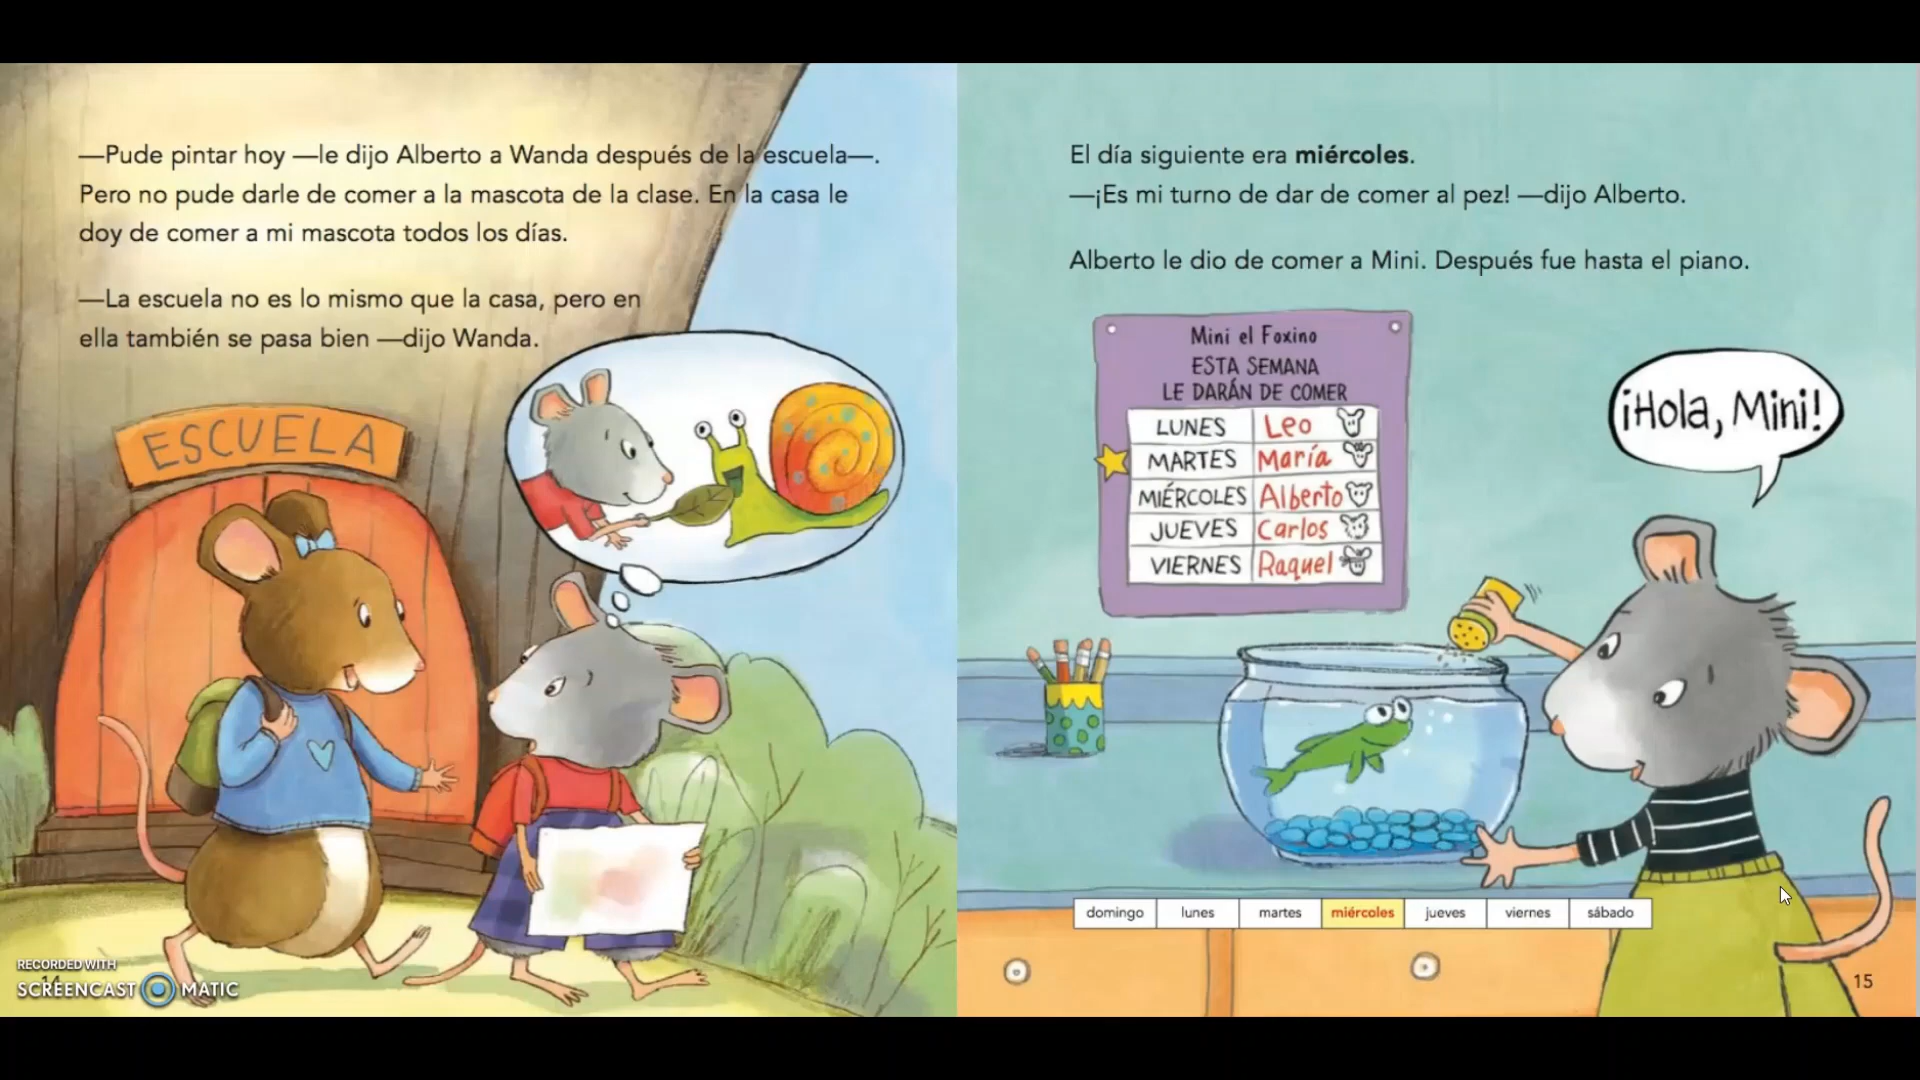 —Pude pintar hoy —le dijo Alberto a Wanda después de la escuela—.
Pero no pude darle de comer a la mascota de la clase. En la casa le
doy de comer a mi mascota todos los días.
—La escuela no es lo mismo que la casa, pero en
ella también se pasa bien —dijo Wanda.
ESCUELA
RECORDED WITH
SCREENCAST MATIC
14
El día siguiente era miércoles.
—¡Es mi turno de dar de comer al pez! —dijo Alberto.
Alberto le dio de comer a Mini. Después fue hasta el piano.
Mini el Foxino
ESTA SEMANA
LE DARÁN DE COMER
LUNES Leo
MARTES María
MIÉRCOLES Alberto
JUEVES Carlos
VIERNES Raquel
¡Hola, Mini!
domingo lunes martes miércoles jueves viernes sábado
15